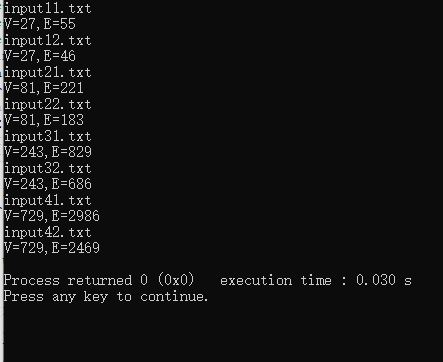 input11.txt
V=27,E=55
input12.txt
V=27,E=46
input21.txt
V=81,E=221
input22.txt
V=81,E=183
input31.txt
V=243,E=829
input32.txt
V=243,E=686
input41.txt
V=729,E=2986
input42.txt
V=729,E=2469
Process returned 0 (0x0)   execution time : 0.030 s
Press any key to continue.